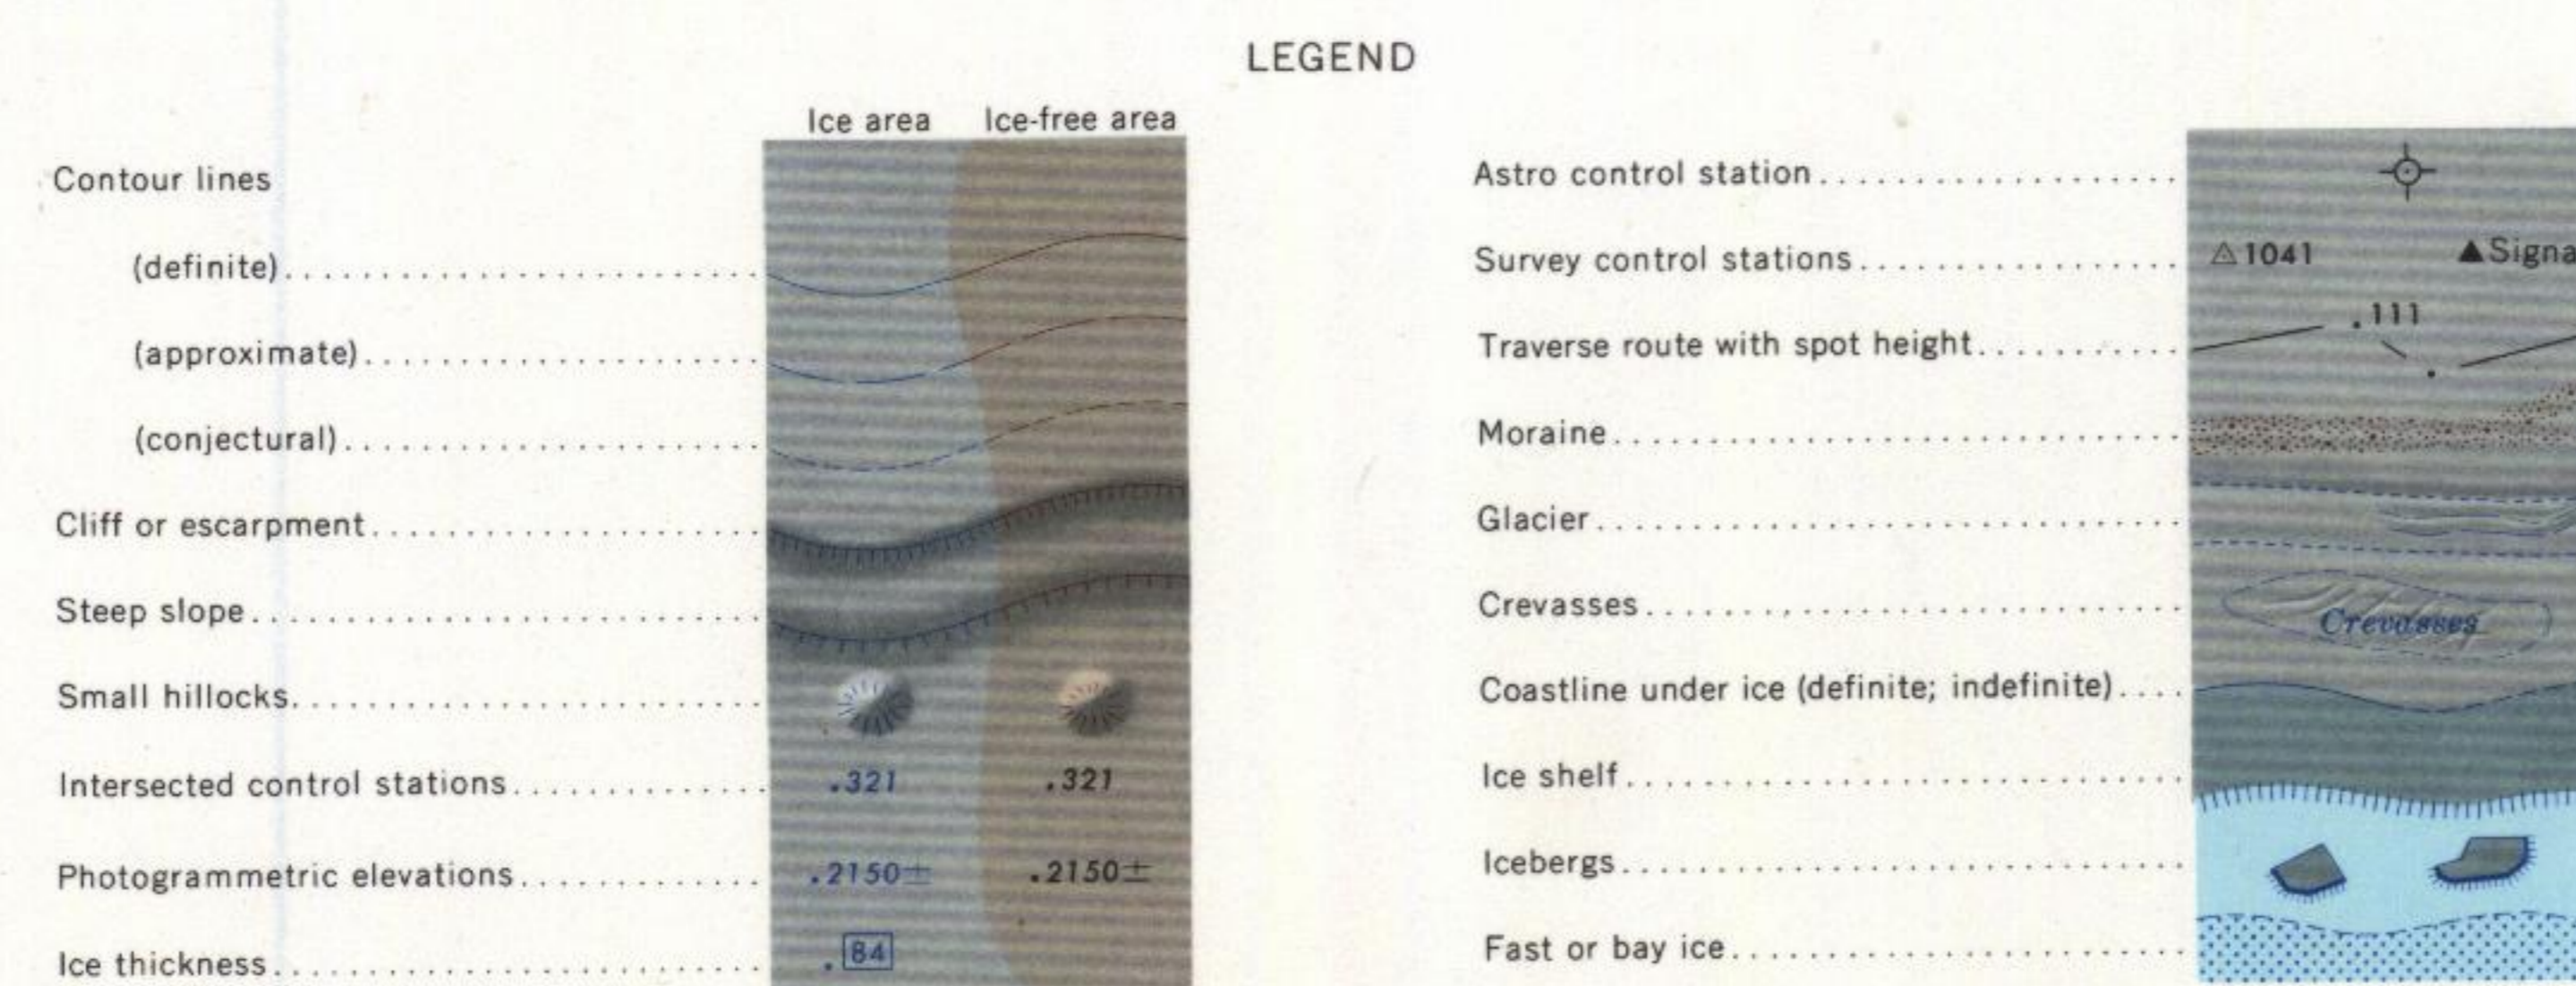 LEGEND
Ice area Ice-free area
Contour lines
(definite)
(approximate)
(conjectural)
Cliff or escarpment
Steep slope
Small hillocks
Intersected control stations .321 .321
Photogrammetric elevations .2150± .2150±
Ice thickness .84
Astro control station
Survey control stations 1041 Signa
Traverse route with spot height .111
Moraine
Glacier
Crevasses Crevasses
Coastline under ice (definite; indefinite)
Ice shelf
Icebergs
Fast or bay ice